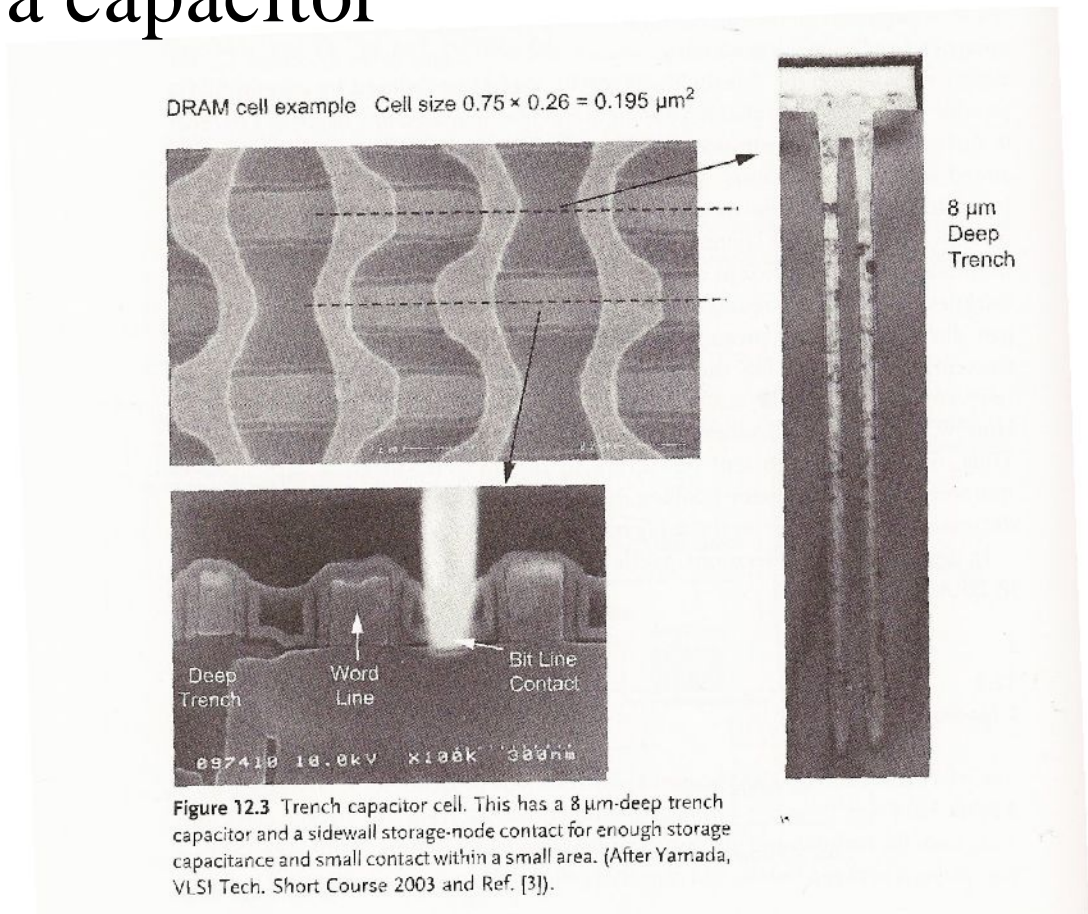 a capacitor
DRAM cell example Cell size 0.75 × 0.26 = 0.195 µm²
8 µm
Deep
Trench
Deep
Trench
Word
Line
Bit Line
Contact
097410 10.0kV X100k 300nm
Figure 12.3 Trench capacitor cell. This has a 8 µm-deep trench
capacitor and a sidewall storage-node contact for enough storage
capacitance and small contact within a small area. (After Yamada,
VLSI Tech. Short Course 2003 and Ref. [3]).